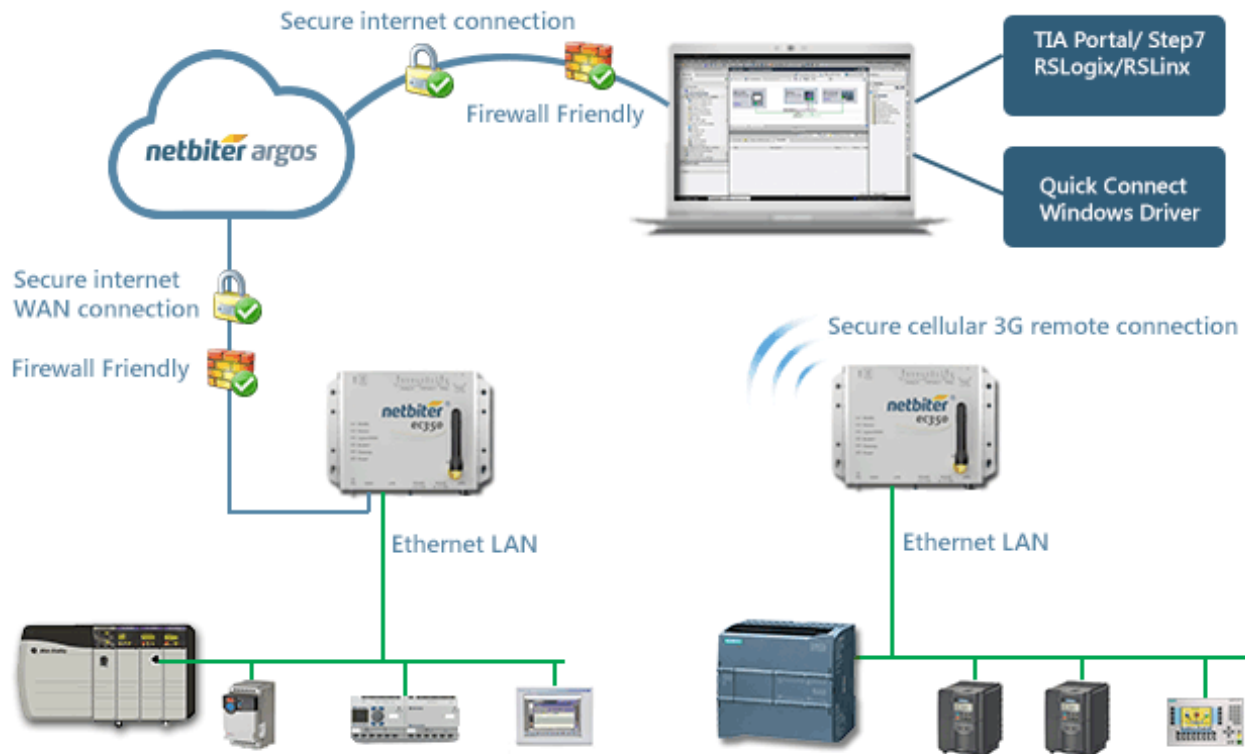 Secure internet connection
Firewall Friendly
TIA Portal/ Step7
RSLogix/RSLinx
netbiter argos
Quick Connect
Windows Driver
Secure internet
WAN connection
Firewall Friendly
Secure cellular 3G remote connection
netbiter
ec350
netbiter
ec350
Ethernet LAN
Ethernet LAN